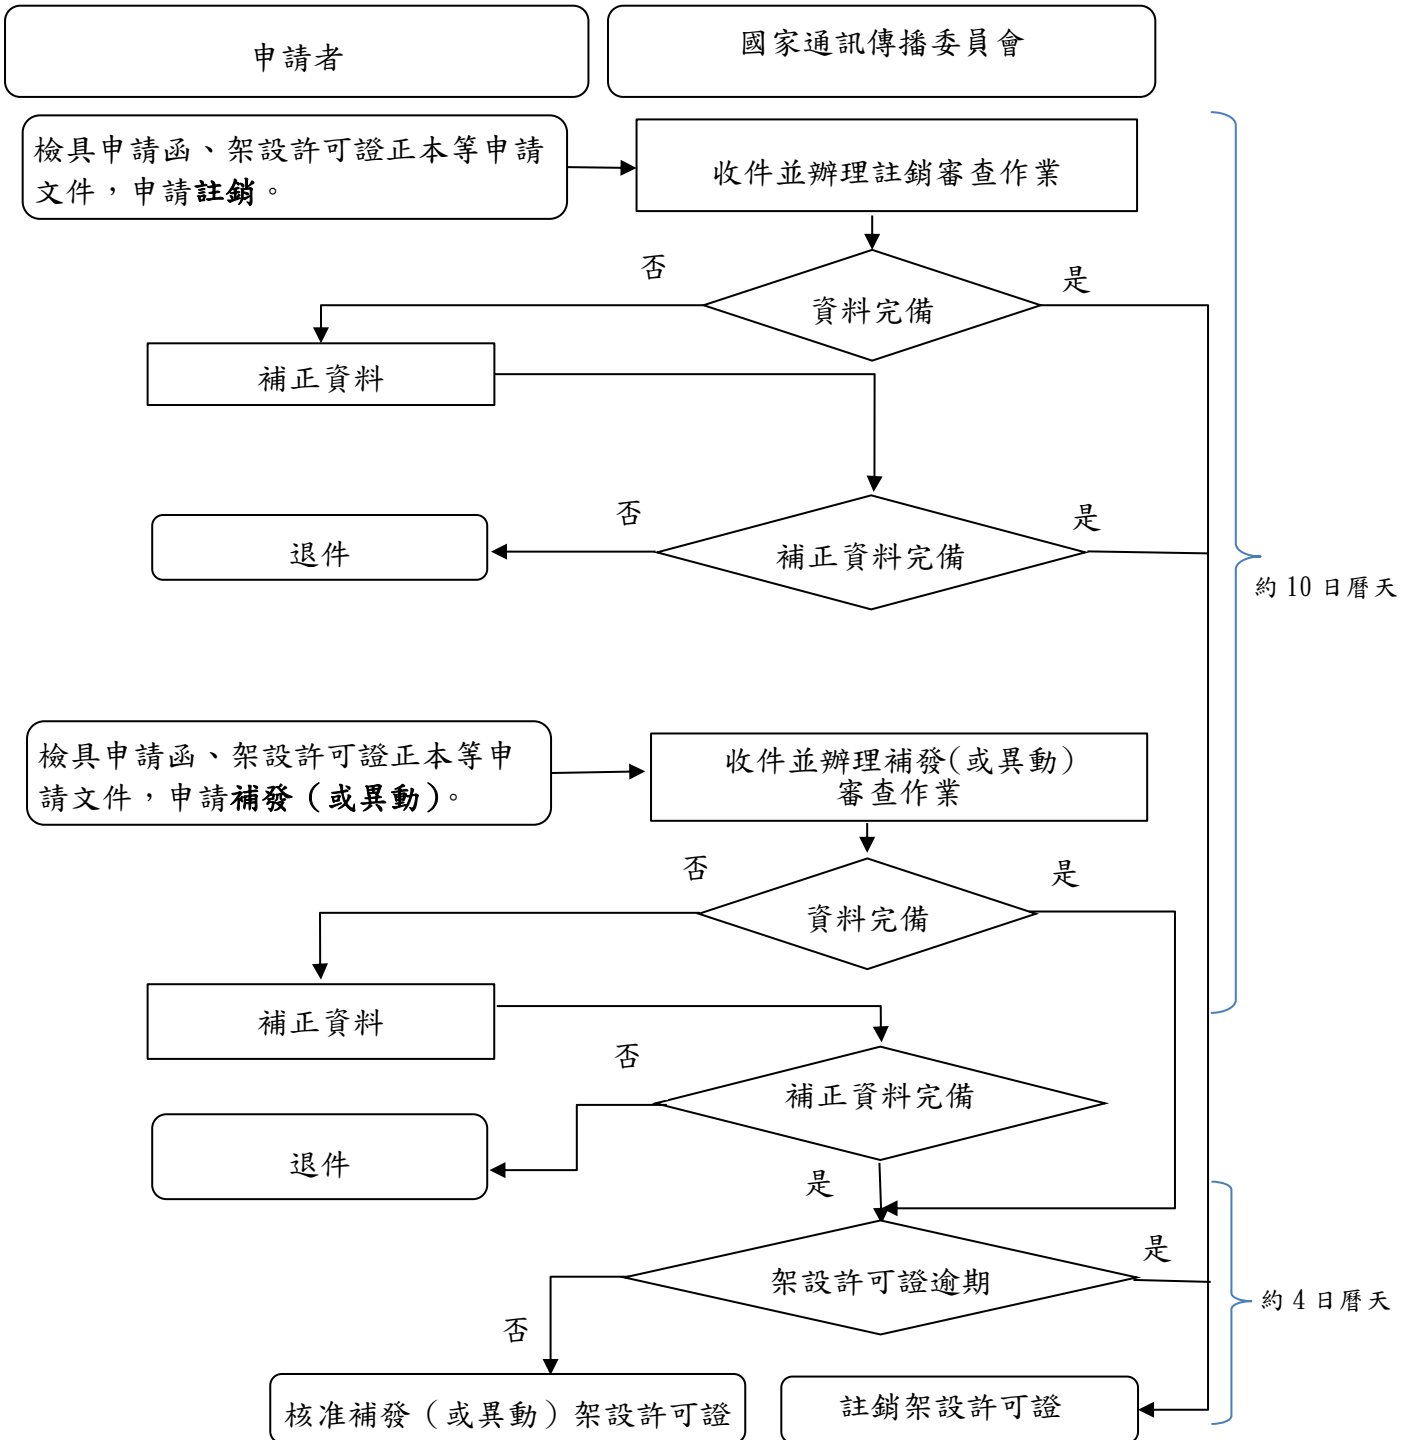 申請者
國家通訊傳播委員會
檢具申請函、架設許可證正本等申請
文件，申請註銷。
收件並辦理註銷審查作業
否
是
資料完備
補正資料
否
是
退件
補正資料完備
約 10 日曆天
檢具申請函、架設許可證正本等申
請文件，申請補發（或異動）。
收件並辦理補發(或異動)
審查作業
否
是
資料完備
補正資料
否
補正資料完備
退件
是
是
架設許可證逾期
約 4 日曆天
否
核准補發（或異動）架設許可證
註銷架設許可證